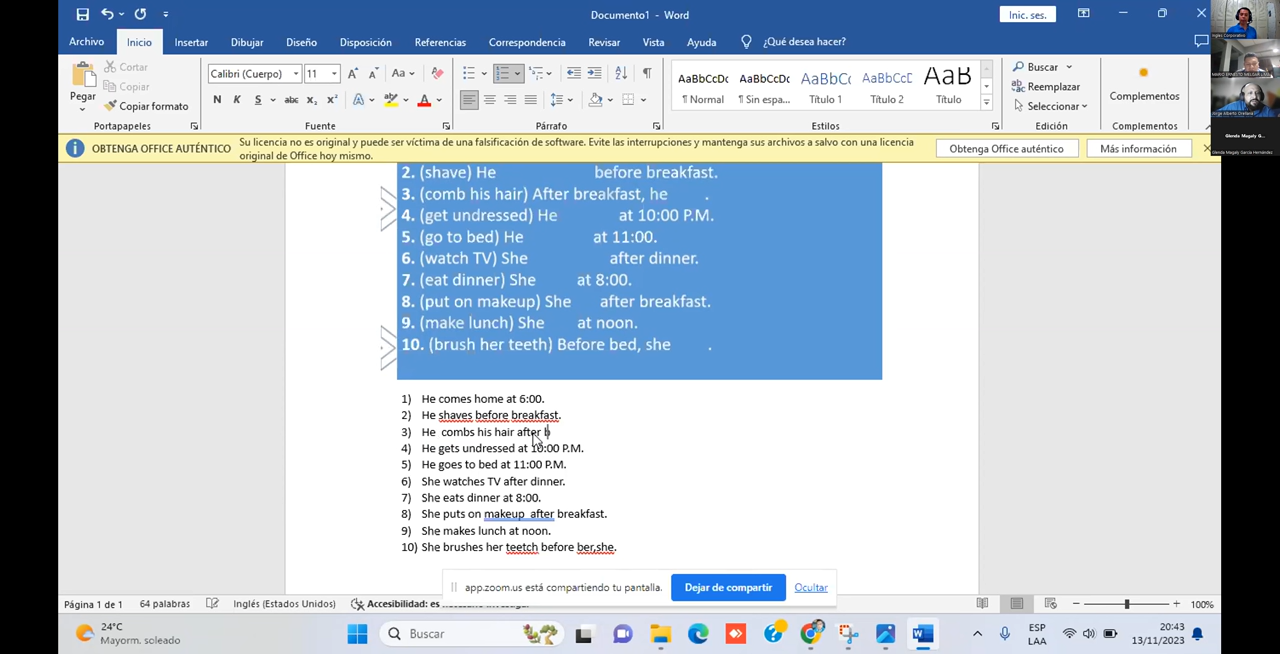 Documento1 - Word
Inic. ses.
Archivo Inicio Insertar Dibujar Diseño Disposición Referencias Correspondencia Revisar Vista Ayuda ¿Qué desea hacer?
Pegar
Cortar
Copiar
Copiar formato
Portapapeles
Calibri (Cuerpo) 11
Fuente
Párrafo
AaBbCcDc AaBbCcDc AaBbCc AaBbCcD AaB
¶ Normal ¶ Sin espa... Título 1 Título 2 Título
Estilos
Buscar
Reemplazar
Seleccionar
Edición
Complementos
Complementos
OBTENGA OFFICE AUTÉNTICO Su licencia no es original y puede ser víctima de una falsificación de software. Evite las interrupciones y mantenga sus archivos a salvo con una licencia original de Office hoy mismo.
Obtenga Office auténtico Más información
2. (shave) He before breakfast.
3. (comb his hair) After breakfast, he .
4. (get undressed) He at 10:00 P.M.
5. (go to bed) He at 11:00.
6. (watch TV) She after dinner.
7. (eat dinner) She at 8:00.
8. (put on makeup) She after breakfast.
9. (make lunch) She at noon.
10. (brush her teeth) Before bed, she .
1) He comes home at 6:00.
2) He shaves before breakfast.
3) He combs his hair after b
4) He gets undressed at 10:00 P.M.
5) He goes to bed at 11:00 P.M.
6) She watches TV after dinner.
7) She eats dinner at 8:00.
8) She puts on makeup after breakfast.
9) She makes lunch at noon.
10) She brushes her teetch before ber,she.
app.zoom.us está compartiendo tu pantalla. Dejar de compartir Ocultar
Página 1 de 1 64 palabras Inglés (Estados Unidos) Accesibilidad: es necesario investigar 100%
24°C
Mayorm. soleado
Buscar
ESP
LAA
20:43
13/11/2023